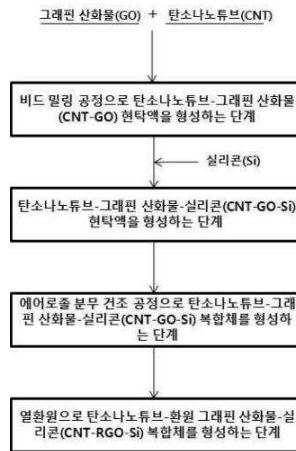 그래핀 산화물(GO) + 탄소나노튜브(CNT)
비드 밀링 공정으로 탄소나노튜브-그래핀 산화물
(CNT-GO) 현탁액을 형성하는 단계
실리콘(Si)
탄소나노튜브-그래핀 산화물-실리콘(CNT-GO-Si)
현탁액을 형성하는 단계
에어로졸 분무 건조 공정으로 탄소나노튜브-그래
핀 산화물-실리콘(CNT-GO-Si) 복합체를 형성하
는 단계
열환원으로 탄소나노튜브-환원 그래핀 산화물-실
리콘(CNT-RGO-Si) 복합체를 형성하는 단계